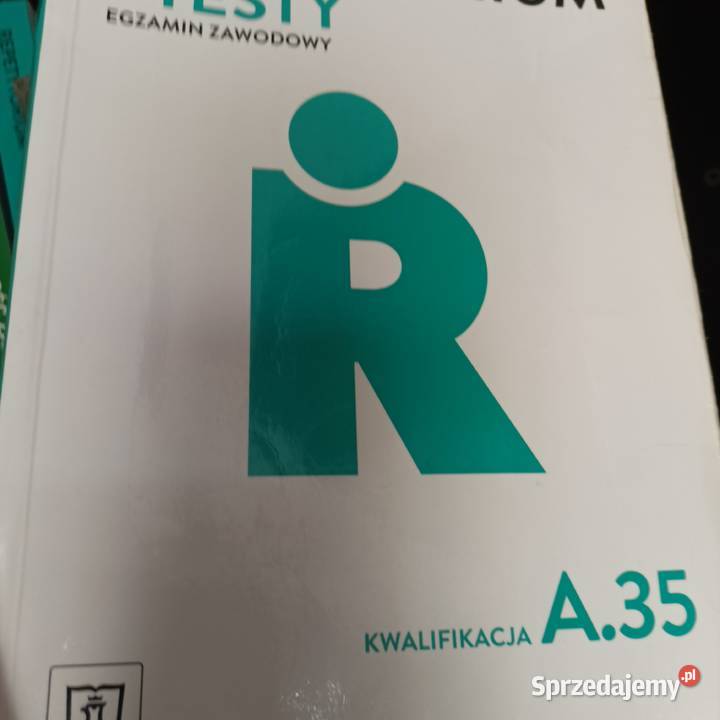 TESTY
EGZAMIN ZAWODOWY
R
KWALIFIKACJA A.35
Sprzedajemy.pl